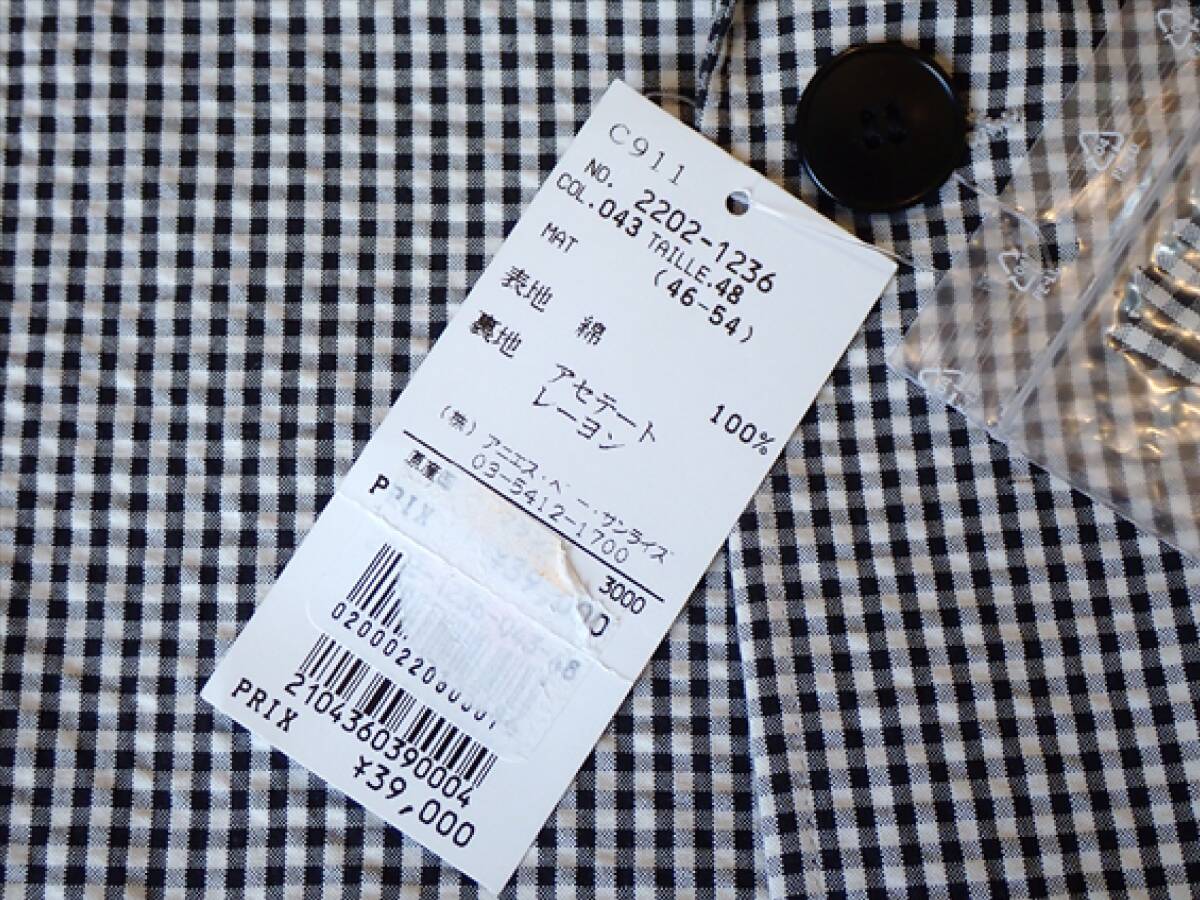 C911
NO. 2202-1236
COL.043 TAILLE.48
MAT (46-54)
表地 綿 100%
裏地 アセテート
レーヨン
(株) アニエス・ベー・サンライズ
03-5412-1700
3000
PRIX
PRIX
2104360390004
¥39,000